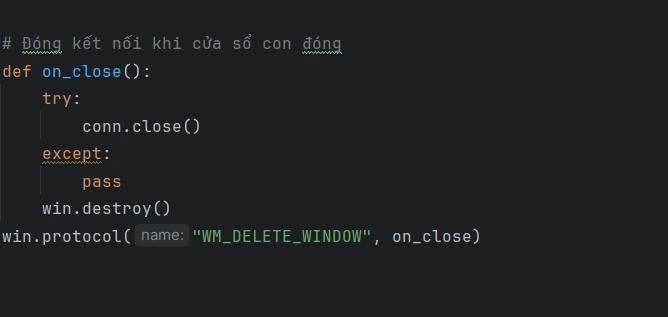 # Đóng kết nối khi cửa sổ con đóng
def on_close():
    try:
        conn.close()
    except:
        pass
    win.destroy()
win.protocol( name: "WM_DELETE_WINDOW", on_close)